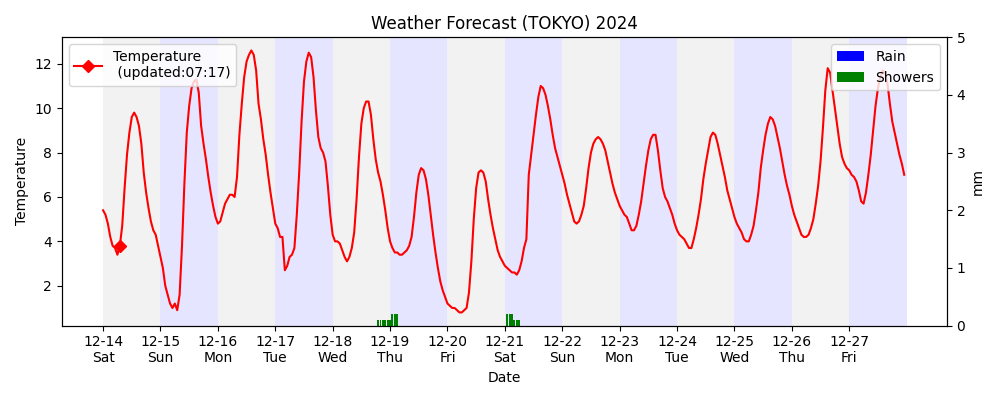 Weather Forecast (TOKYO) 2024
Temperature
(updated:07:17)
Rain
Showers
Temperature
12
10
8
6
4
2
5
4
3
2
1
0
mm
12-14 12-15 12-16 12-17 12-18 12-19 12-20 12-21 12-22 12-23 12-24 12-25 12-26 12-27
Sat Sun Mon Tue Wed Thu Fri Sat Sun Mon Tue Wed Thu Fri
Date